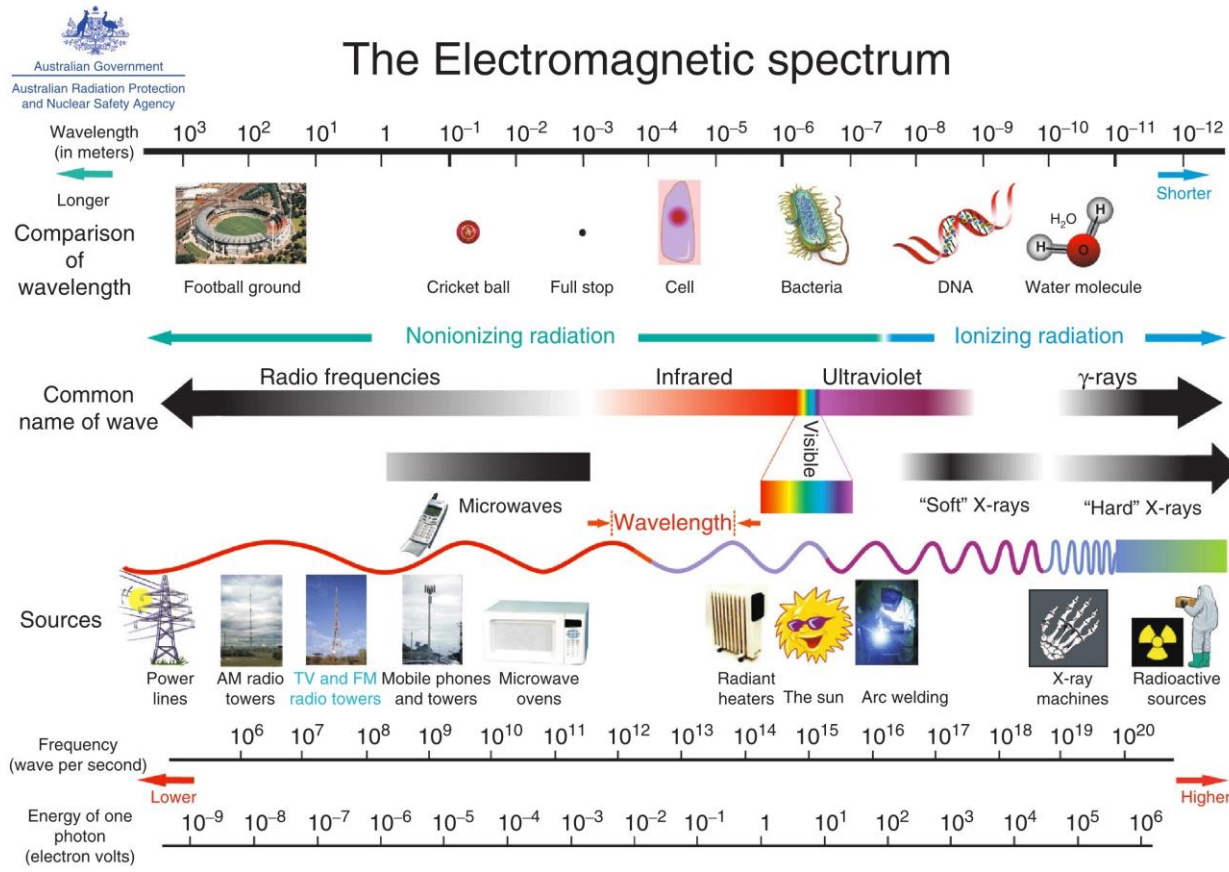 Australian Government
Australian Radiation Protection
and Nuclear Safety Agency
The Electromagnetic spectrum
Wavelength
(in meters)
10³ 10² 10¹ 1 10⁻¹ 10⁻² 10⁻³ 10⁻⁴ 10⁻⁵ 10⁻⁶ 10⁻⁷ 10⁻⁸ 10⁻⁹ 10⁻¹⁰ 10⁻¹¹ 10⁻¹²
Longer
Shorter
Comparison
of
wavelength
H₂O
H
H
O
Football ground
Cricket ball
Full stop
Cell
Bacteria
DNA
Water molecule
Nonionizing radiation
Ionizing radiation
Common
name of wave
Radio frequencies
Infrared
Ultraviolet
γ-rays
Visible
Microwaves
"Soft" X-rays
"Hard" X-rays
Wavelength
Sources
Power
lines
AM radio
towers
TV and FM
radio towers
Mobile phones
and towers
Microwave
ovens
Radiant
heaters
The sun
Arc welding
X-ray
machines
Radioactive
sources
Frequency
(wave per second)
10⁶ 10⁷ 10⁸ 10⁹ 10¹⁰ 10¹¹ 10¹² 10¹³ 10¹⁴ 10¹⁵ 10¹⁶ 10¹⁷ 10¹⁸ 10¹⁹ 10²⁰
Lower
Higher
Energy of one
photon
(electron volts)
10⁻⁹ 10⁻⁸ 10⁻⁷ 10⁻⁶ 10⁻⁵ 10⁻⁴ 10⁻³ 10⁻² 10⁻¹ 1 10¹ 10² 10³ 10⁴ 10⁵ 10⁶